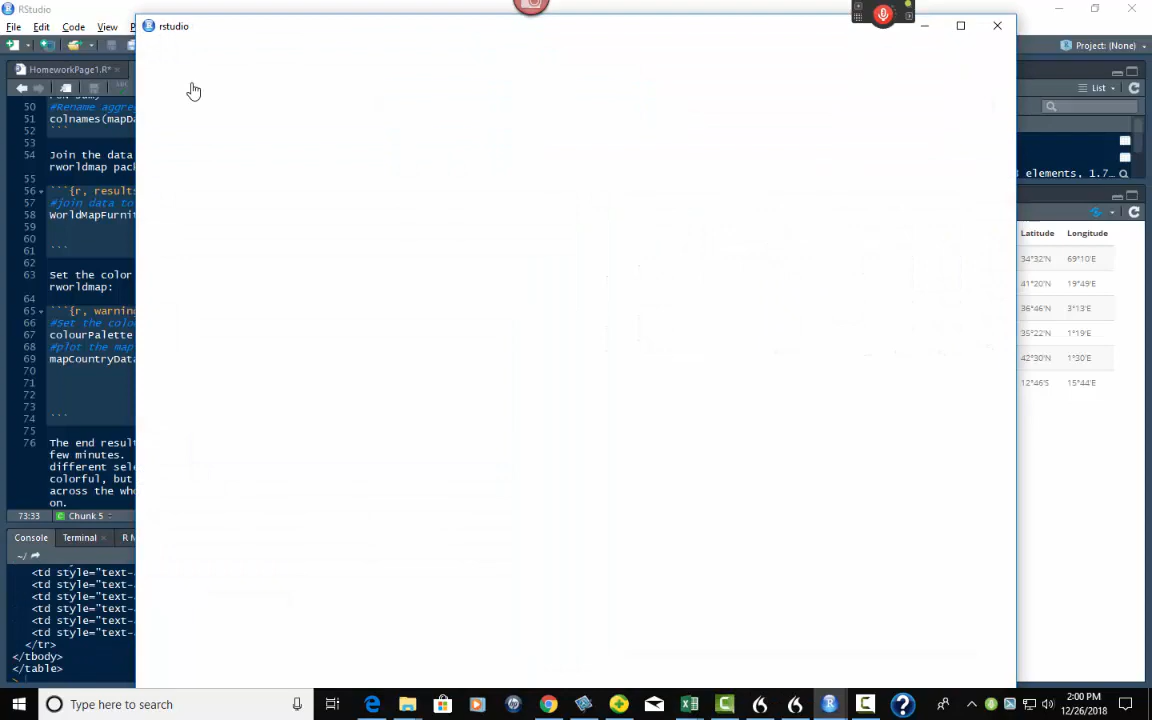 RStudio
File Edit Code View P
Project: (None)
rstudio
HomeworkPage1.R*
List
50 #Rename aggre
51 colnames(mapDa
52 ```
53
54 Join the data
rworldmap pack
55
56 ```{r, results
57 #join data to
58 WorldMapFurnit
59
60 ...
61
62
63 Set the color
rworldmap:
64
65 ```{r, warning
66 #Set the colou
67 colourPalette
68 #plot the map
69 mapCountryData
70
71
72
73 ...
74
75
76 The end result
few minutes.
different sele
colorful, but
across the who
on.
73:33 Chunk 5
Console Terminal R M
~/
<td style="text-
<td style="text-
<td style="text-
<td style="text-
<td style="text-
<td style="text-
</tr>
</tbody>
</table>
>
elements, 1.7…
Latitude Longitude
34°32'N 69°10'E
41°20'N 19°49'E
36°46'N 3°13'E
35°22'N 1°19'E
42°30'N 1°30'E
12°46'S 15°44'E
Type here to search
2:00 PM
12/26/2018